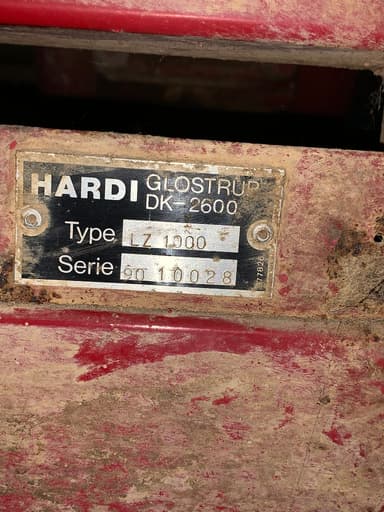 HARDI GLOSTRUP
DK-2600
Type LZ 1000
Serie 90 10028